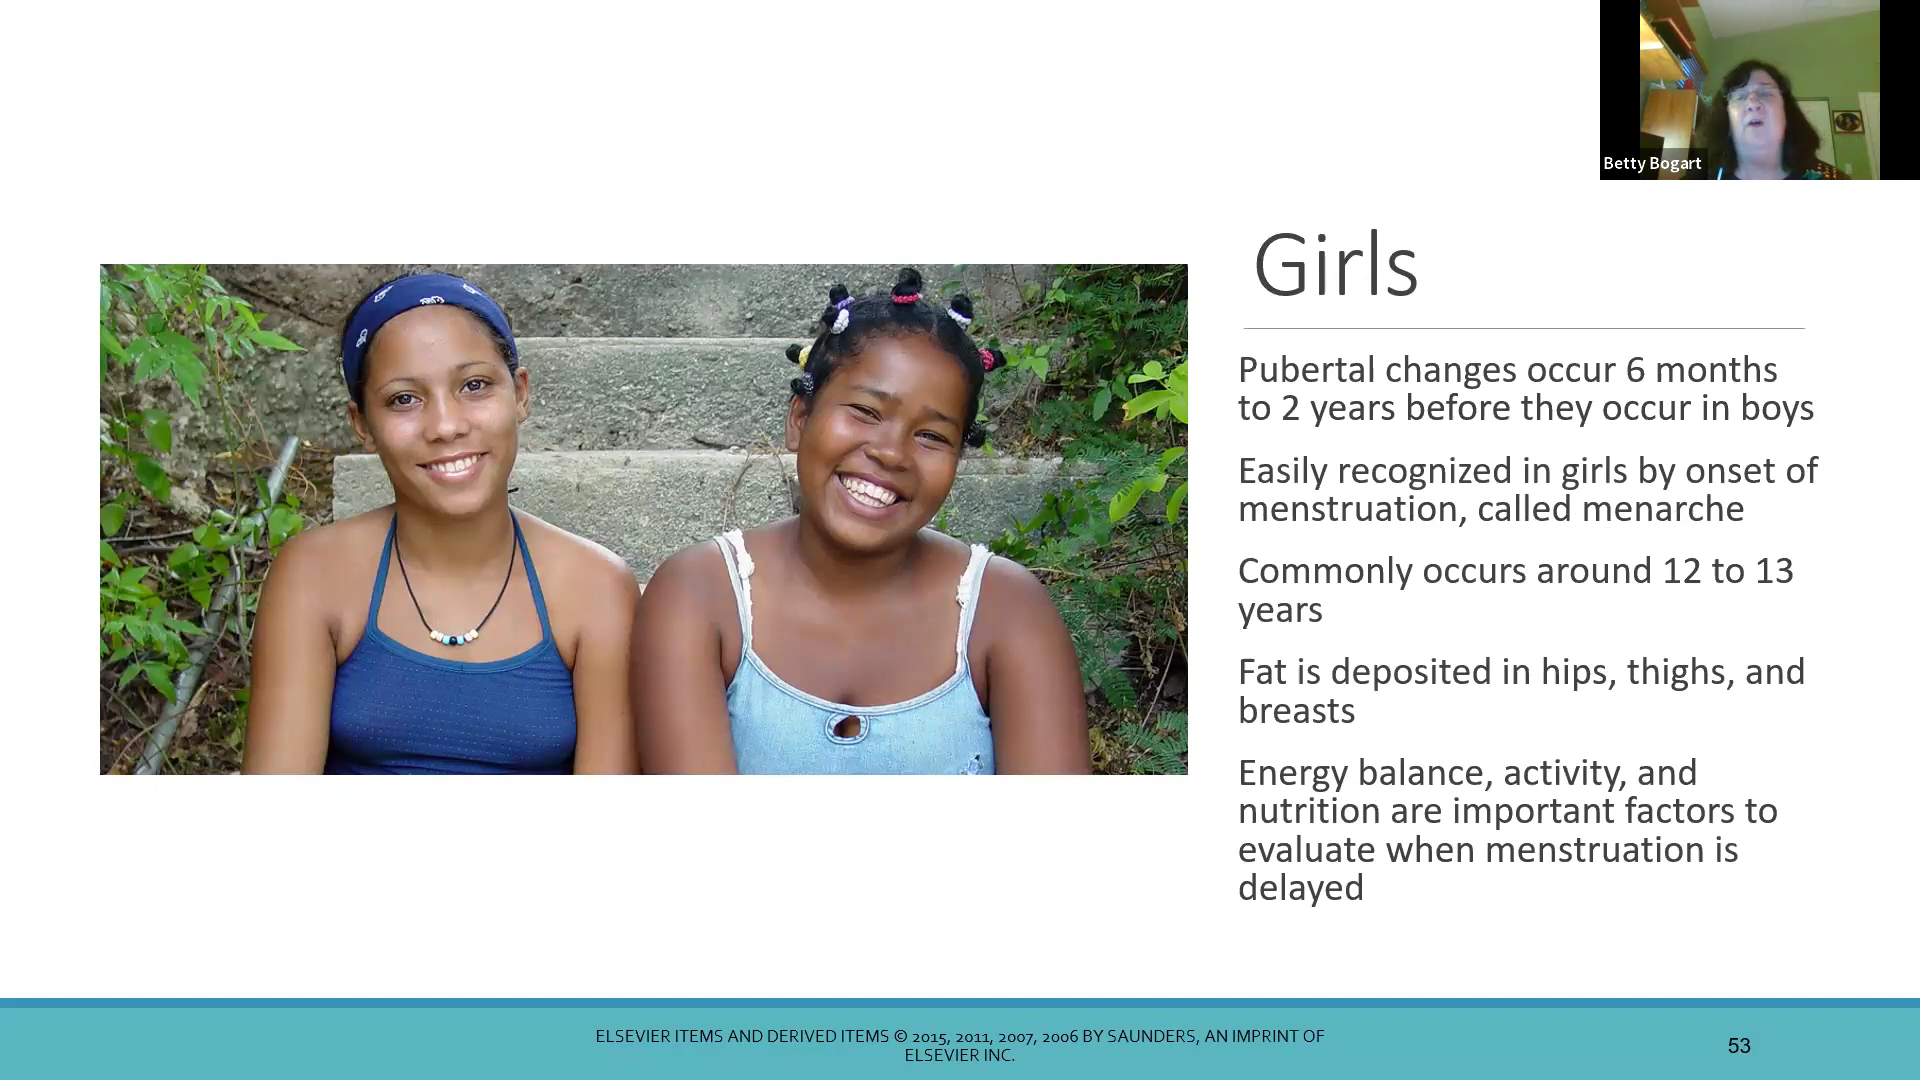 Betty Bogart
Girls
Pubertal changes occur 6 months
to 2 years before they occur in boys
Easily recognized in girls by onset of
menstruation, called menarche
Commonly occurs around 12 to 13
years
Fat is deposited in hips, thighs, and
breasts
Energy balance, activity, and
nutrition are important factors to
evaluate when menstruation is
delayed
ELSEVIER ITEMS AND DERIVED ITEMS © 2015, 2011, 2007, 2006 BY SAUNDERS, AN IMPRINT OF
ELSEVIER INC.
53